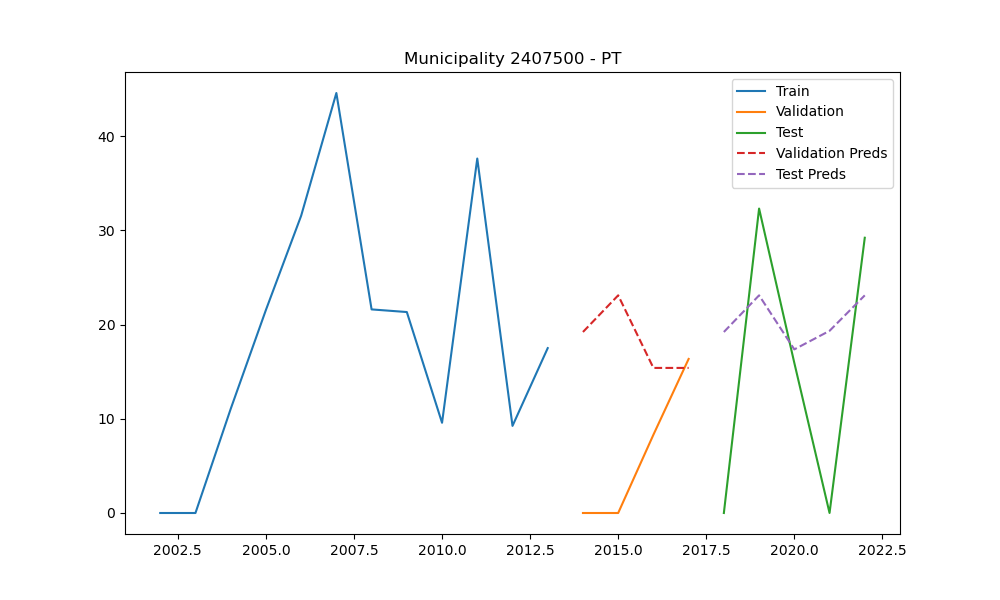 Municipality 2407500 - PT
Train
Validation
Test
Validation Preds
Test Preds
40
30
20
10
0
2002.5 2005.0 2007.5 2010.0 2012.5 2015.0 2017.5 2020.0 2022.5